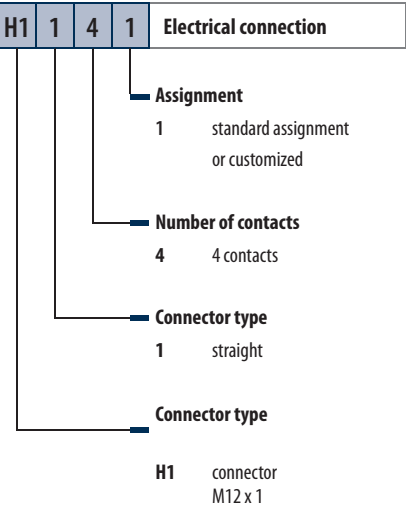 H1 1 4 1 Electrical connection
Assignment
1 standard assignment
or customized
Number of contacts
4 4 contacts
Connector type
1 straight
Connector type
H1 connector
M12 x 1